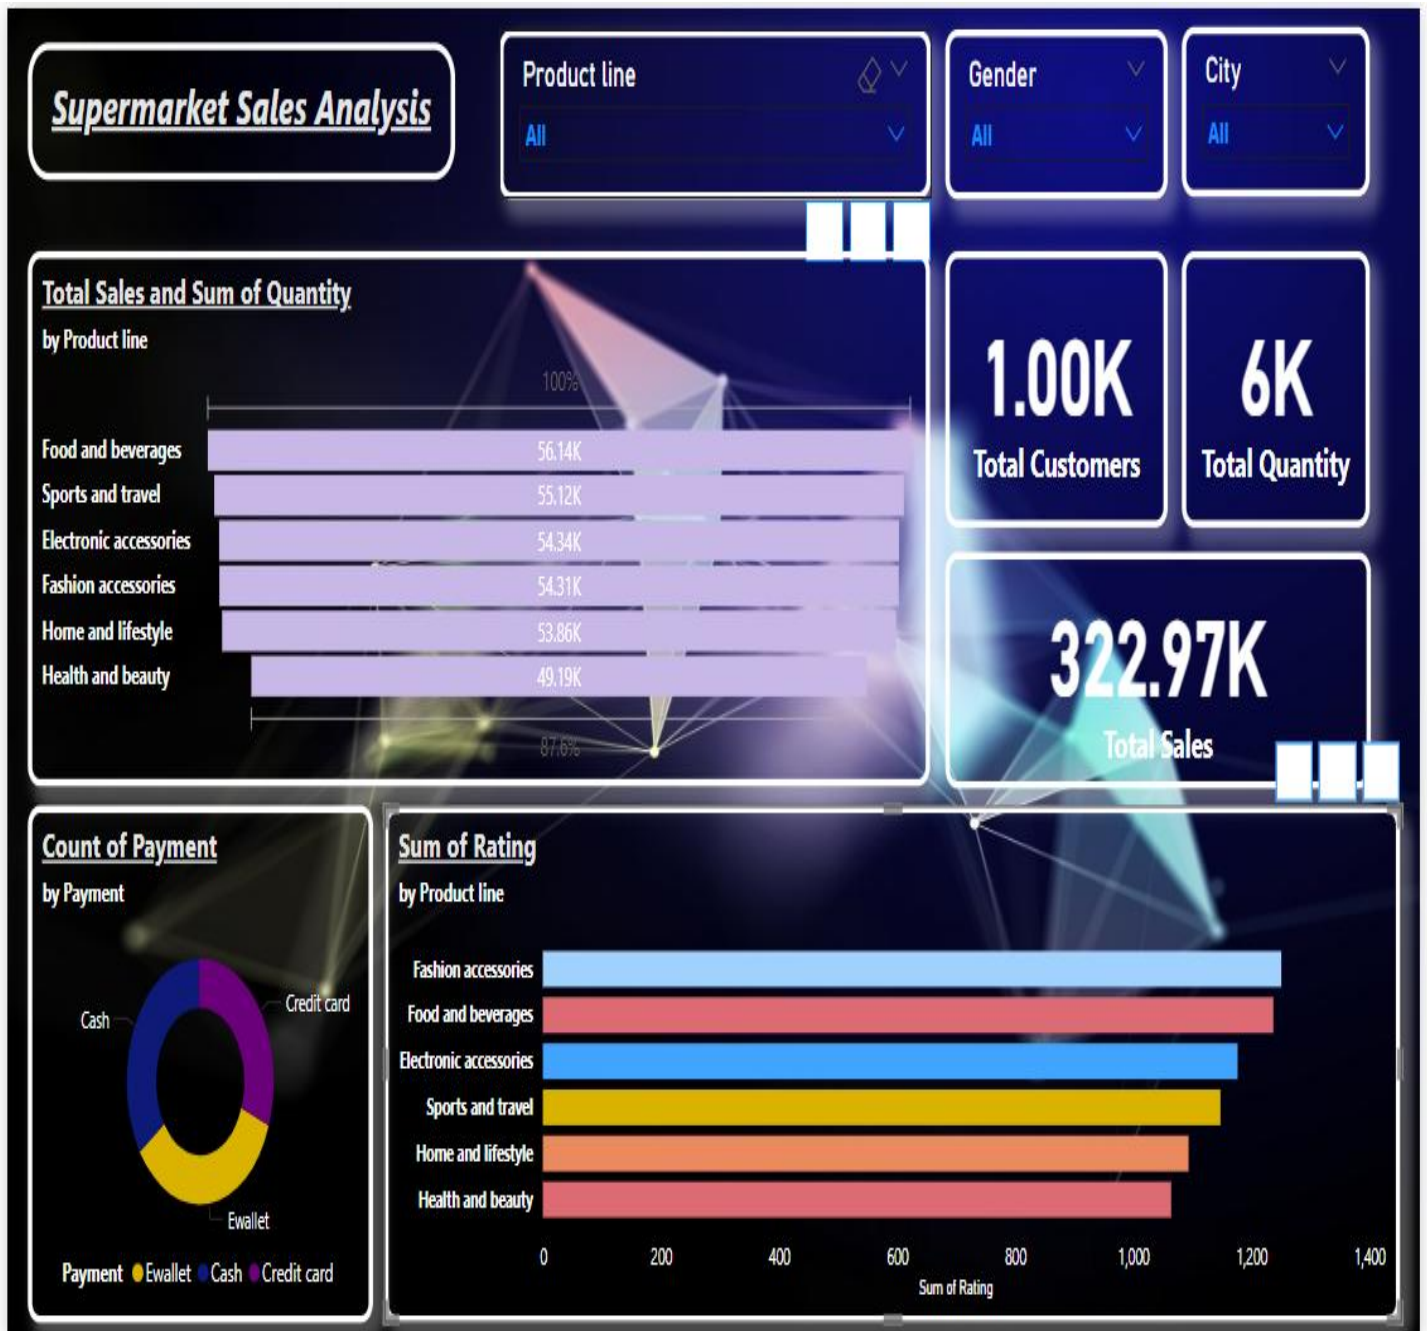 Supermarket Sales Analysis
Product line
All
Gender
All
City
All
Total Sales and Sum of Quantity
by Product line
100%
Food and beverages 56.14K
Sports and travel 55.12K
Electronic accessories 54.34K
Fashion accessories 54.31K
Home and lifestyle 53.86K
Health and beauty 49.19K
87.6%
1.00K
Total Customers
6K
Total Quantity
322.97K
Total Sales
Count of Payment
by Payment
Credit card
Cash
Ewallet
Payment Ewallet Cash Credit card
Sum of Rating
by Product line
Fashion accessories
Food and beverages
Electronic accessories
Sports and travel
Home and lifestyle
Health and beauty
0 200 400 600 800 1,000 1,200 1,400
Sum of Rating